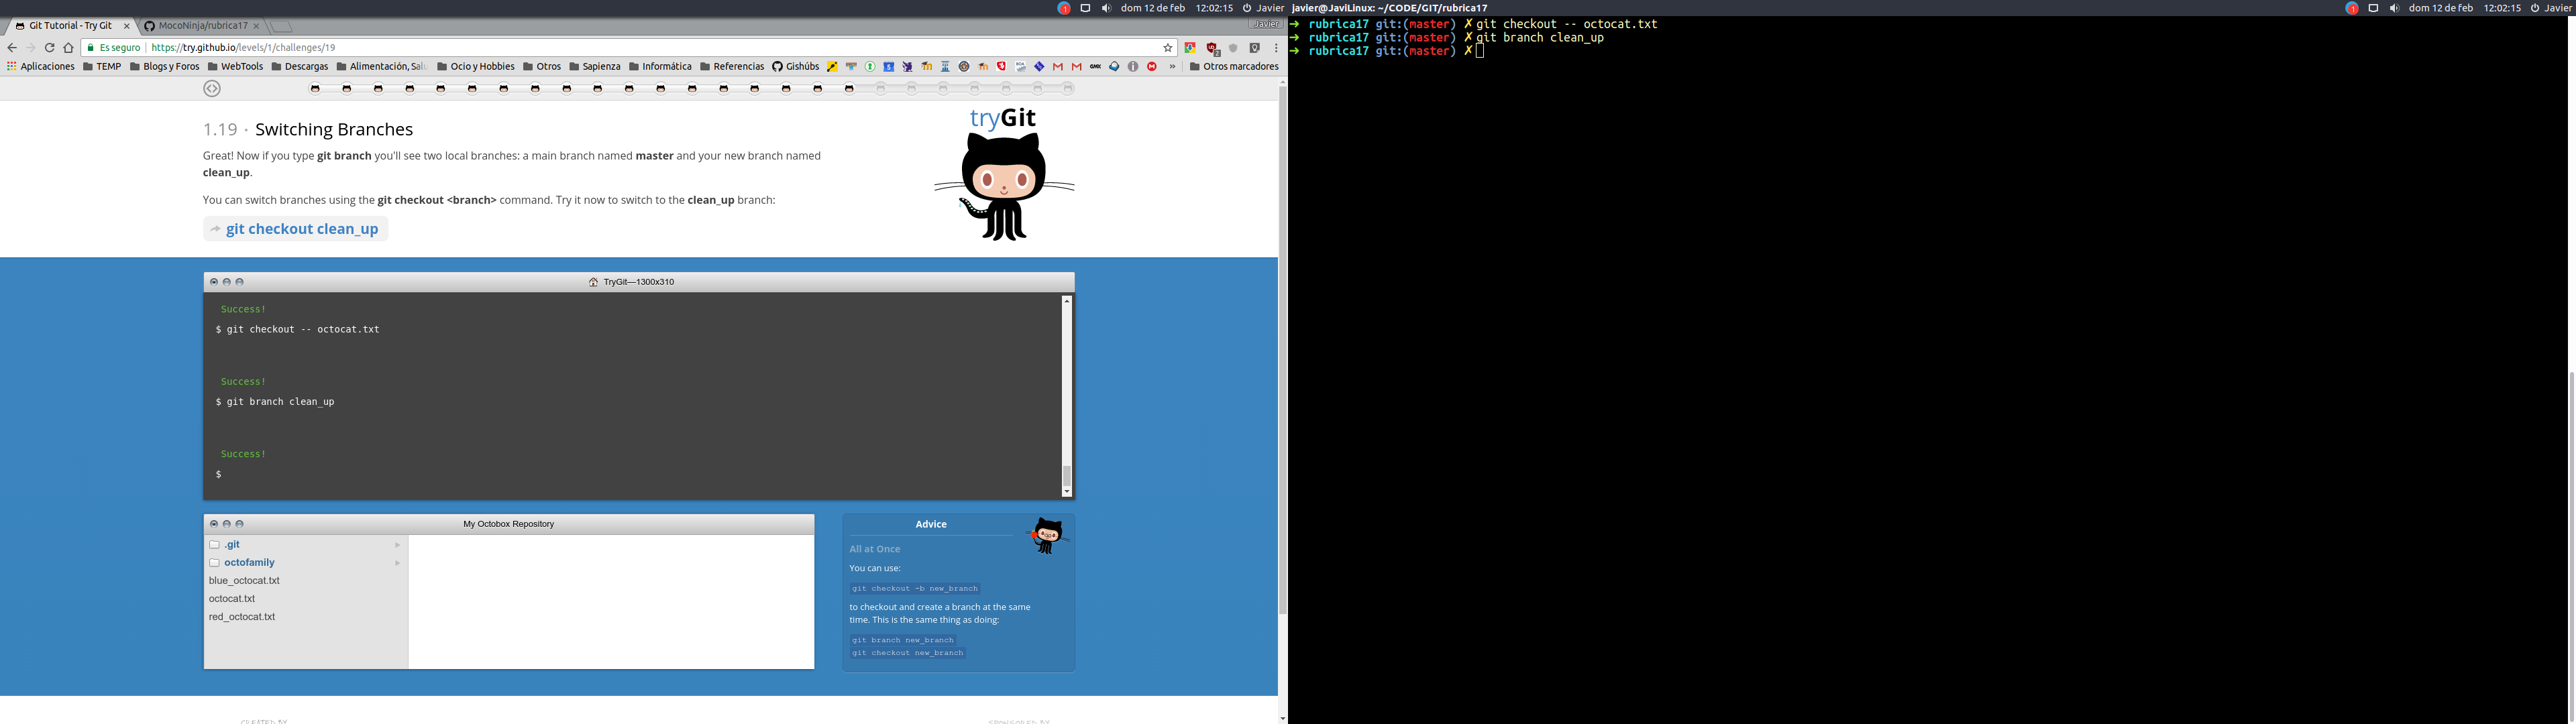 dom 12 de feb 12:02:15 Javier
javier@JaviLinux: ~/CODE/GIT/rubrica17
dom 12 de feb 12:02:15 Javier
Git Tutorial - Try Git
MocoNinja/rubrica17
Javier
Es seguro https://try.github.io/levels/1/challenges/19
Aplicaciones TEMP Blogs y Foros WebTools Descargas Alimentación, Salu Ocio y Hobbies Otros Sapienza Informática Referencias Gishúbs » Otros marcadores
1.19 · Switching Branches
Great! Now if you type git branch you'll see two local branches: a main branch named master and your new branch named
clean_up.
You can switch branches using the git checkout <branch> command. Try it now to switch to the clean_up branch:
git checkout clean_up
tryGit
TryGit—1300x310
Success!
$ git checkout -- octocat.txt
Success!
$ git branch clean_up
Success!
$
My Octobox Repository
.git
octofamily
blue_octocat.txt
octocat.txt
red_octocat.txt
Advice
All at Once
You can use:
git checkout -b new_branch
to checkout and create a branch at the same
time. This is the same thing as doing:
git branch new_branch
git checkout new_branch
➜ rubrica17 git:(master) ✗ git checkout -- octocat.txt
➜ rubrica17 git:(master) ✗ git branch clean_up
➜ rubrica17 git:(master) ✗